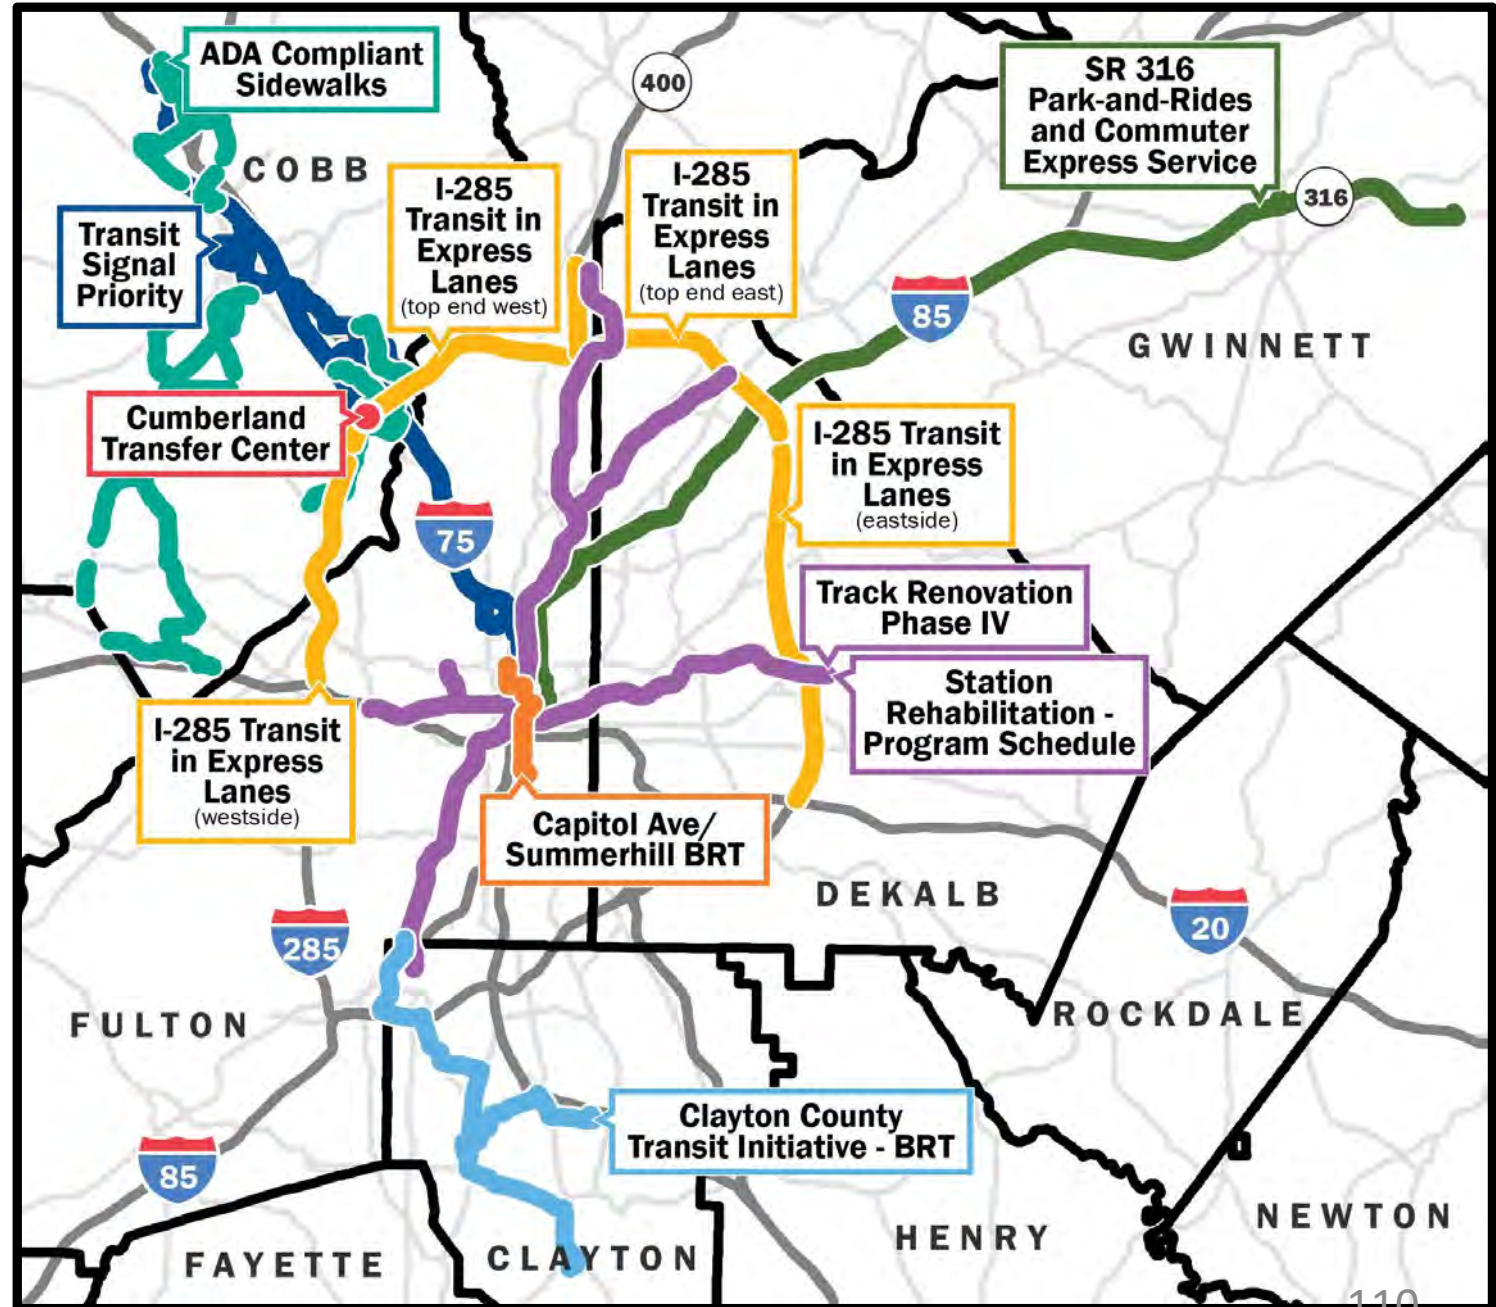 ADA Compliant
Sidewalks
400
SR 316
Park-and-Rides
and Commuter
Express Service
COBB
I-285
Transit in
Express
Lanes
(top end west)
I-285
Transit in
Express
Lanes
(top end east)
316
Transit
Signal
Priority
85
GWINNETT
Cumberland
Transfer Center
I-285 Transit
in Express
Lanes
(eastside)
75
Track Renovation
Phase IV
Station
Rehabilitation -
Program Schedule
I-285 Transit
in Express
Lanes
(westside)
Capitol Ave/
Summerhill BRT
DEKALB
285
20
FULTON
ROCKDALE
Clayton County
Transit Initiative - BRT
85
NEWTON
HENRY
FAYETTE
CLAYTON
110